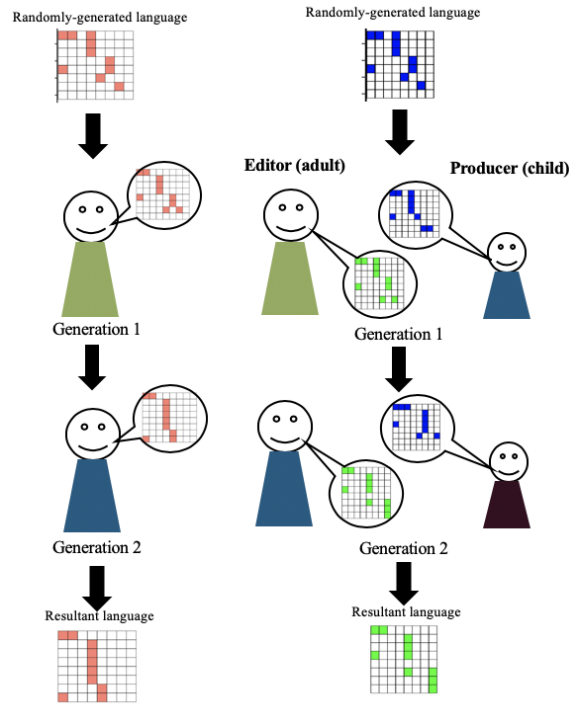 Randomly-generated language
Randomly-generated language
Editor (adult)
Producer (child)
Generation 1
Generation 1
Generation 2
Generation 2
Resultant language
Resultant language